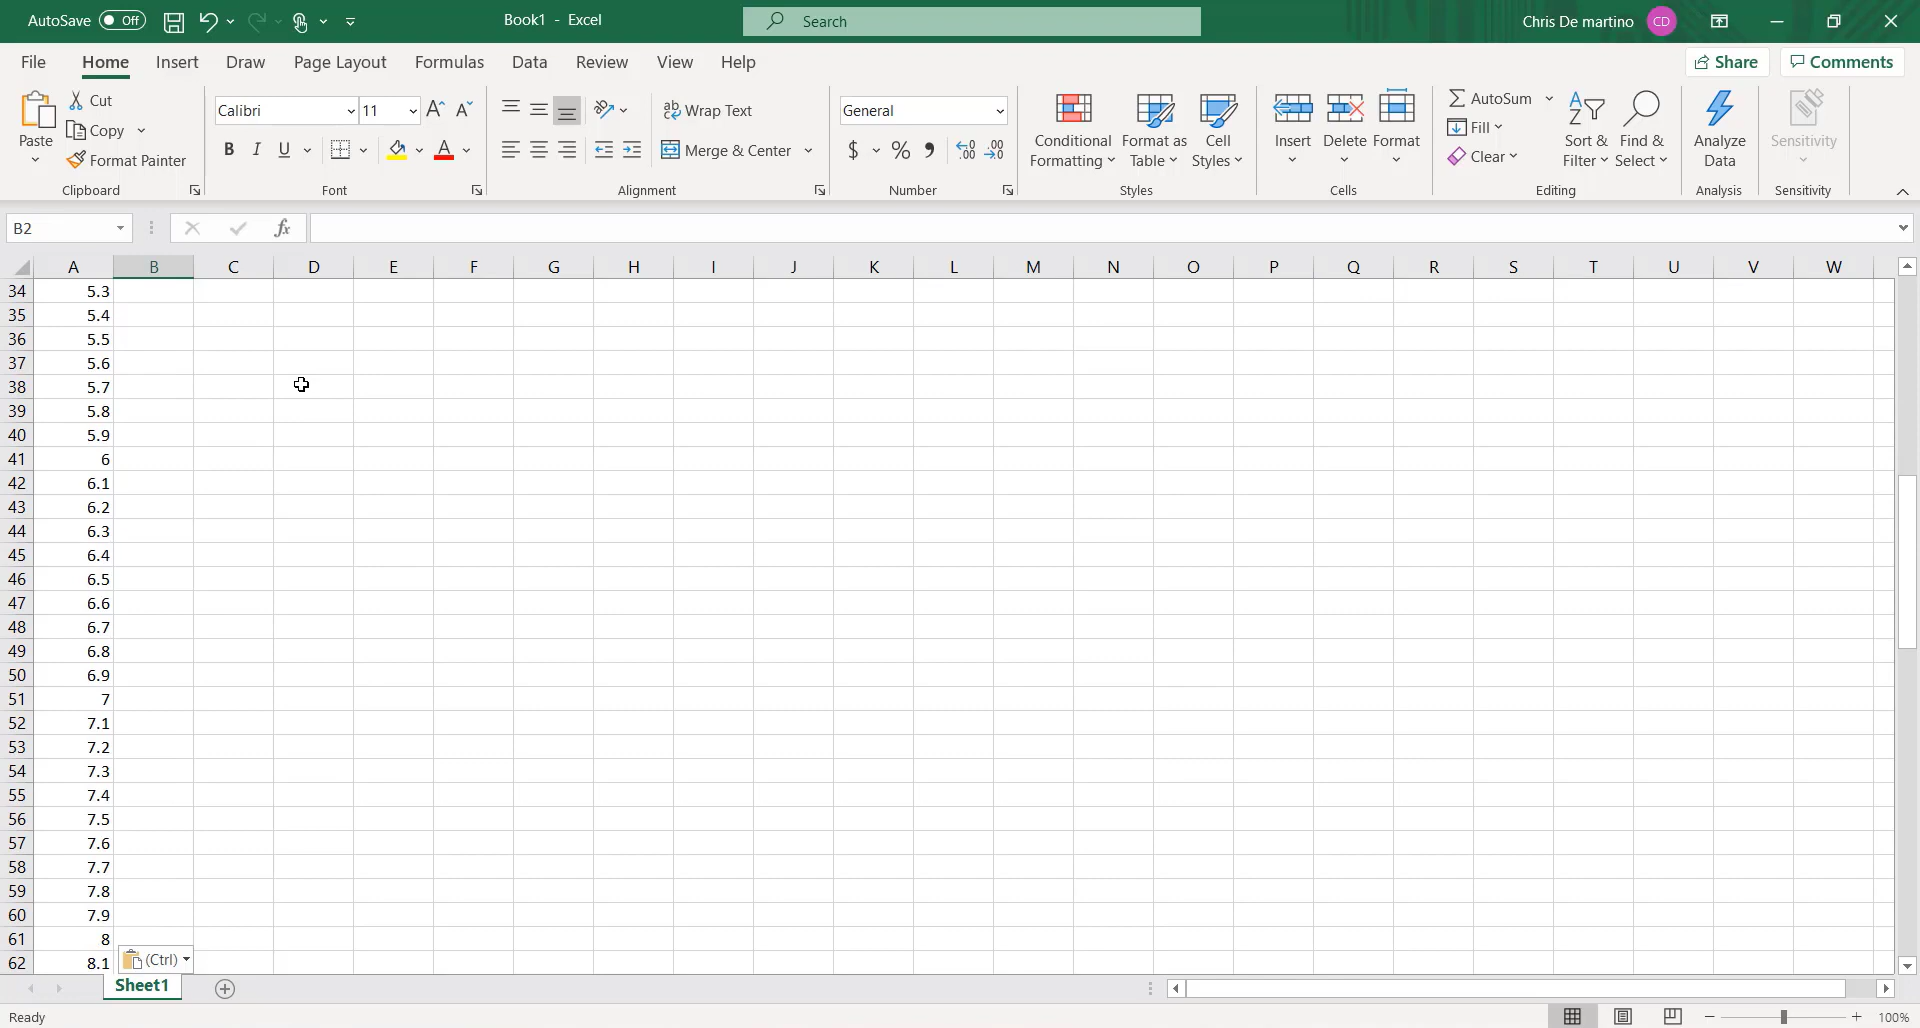 AutoSave Off Book1 - Excel Search Chris De martino CD
File Home Insert Draw Page Layout Formulas Data Review View Help Share Comments
Paste Cut Copy Format Painter Clipboard
Calibri 11 B I U A Font
ab Wrap Text Merge & Center Alignment
General $ % Number
Conditional Formatting Format as Table Cell Styles Styles
Insert Delete Format Cells
AutoSum Fill Clear Sort & Filter Find & Select Editing
Analyze Data Analysis
Sensitivity Sensitivity
B2 fx
A B C D E F G H I J K L M N O P Q R S T U V W
34 5.3
35 5.4
36 5.5
37 5.6
38 5.7
39 5.8
40 5.9
41 6
42 6.1
43 6.2
44 6.3
45 6.4
46 6.5
47 6.6
48 6.7
49 6.8
50 6.9
51 7
52 7.1
53 7.2
54 7.3
55 7.4
56 7.5
57 7.6
58 7.7
59 7.8
60 7.9
61 8
62 8.1 (Ctrl)
Sheet1
Ready 100%